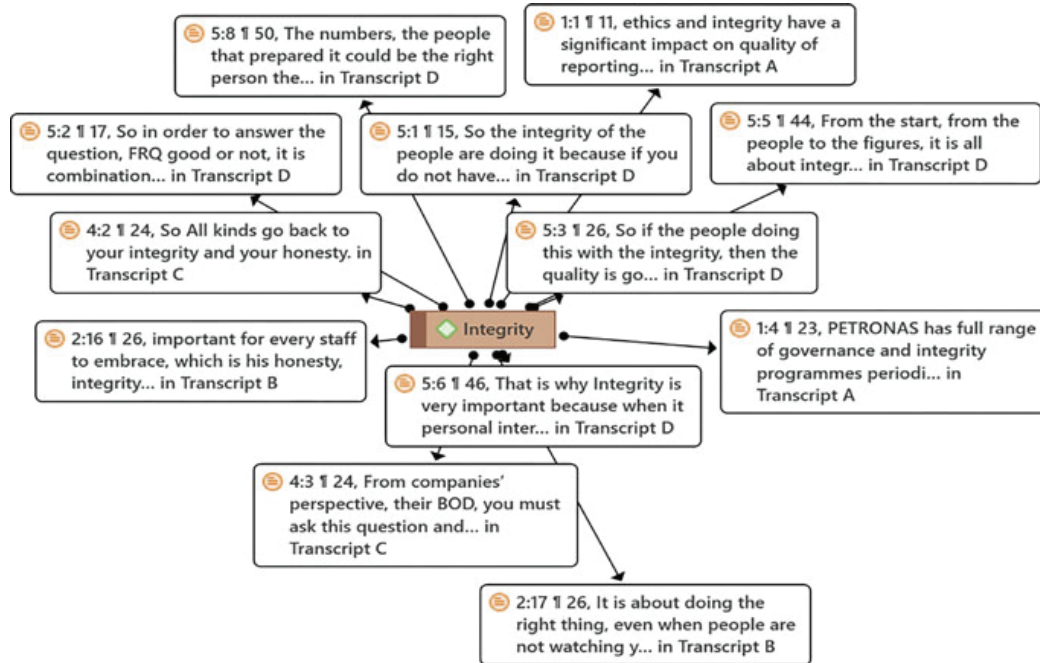 5:8 ¶ 50, The numbers, the people
that prepared it could be the right
person the... in Transcript D
1:1 ¶ 11, ethics and integrity have a
significant impact on quality of
reporting... in Transcript A
5:2 ¶ 17, So in order to answer the
question, FRQ good or not, it is
combination... in Transcript D
5:1 ¶ 15, So the integrity of the
people are doing it because if you
do not have... in Transcript D
5:5 ¶ 44, From the start, from the
people to the figures, it is all
about integr... in Transcript D
4:2 ¶ 24, So All kinds go back to
your integrity and your honesty. in
Transcript C
5:3 ¶ 26, So if the people doing
this with the integrity, then the
quality is go... in Transcript D
Integrity
2:16 ¶ 26, important for every staff
to embrace, which is his honesty,
integrity... in Transcript B
1:4 ¶ 23, PETRONAS has full range
of governance and integrity
programmes periodi... in
Transcript A
5:6 ¶ 46, That is why Integrity is
very important because when it
personal inter... in Transcript D
4:3 ¶ 24, From companies’
perspective, their BOD, you must
ask this question and... in
Transcript C
2:17 ¶ 26, It is about doing the
right thing, even when people are
not watching y... in Transcript B